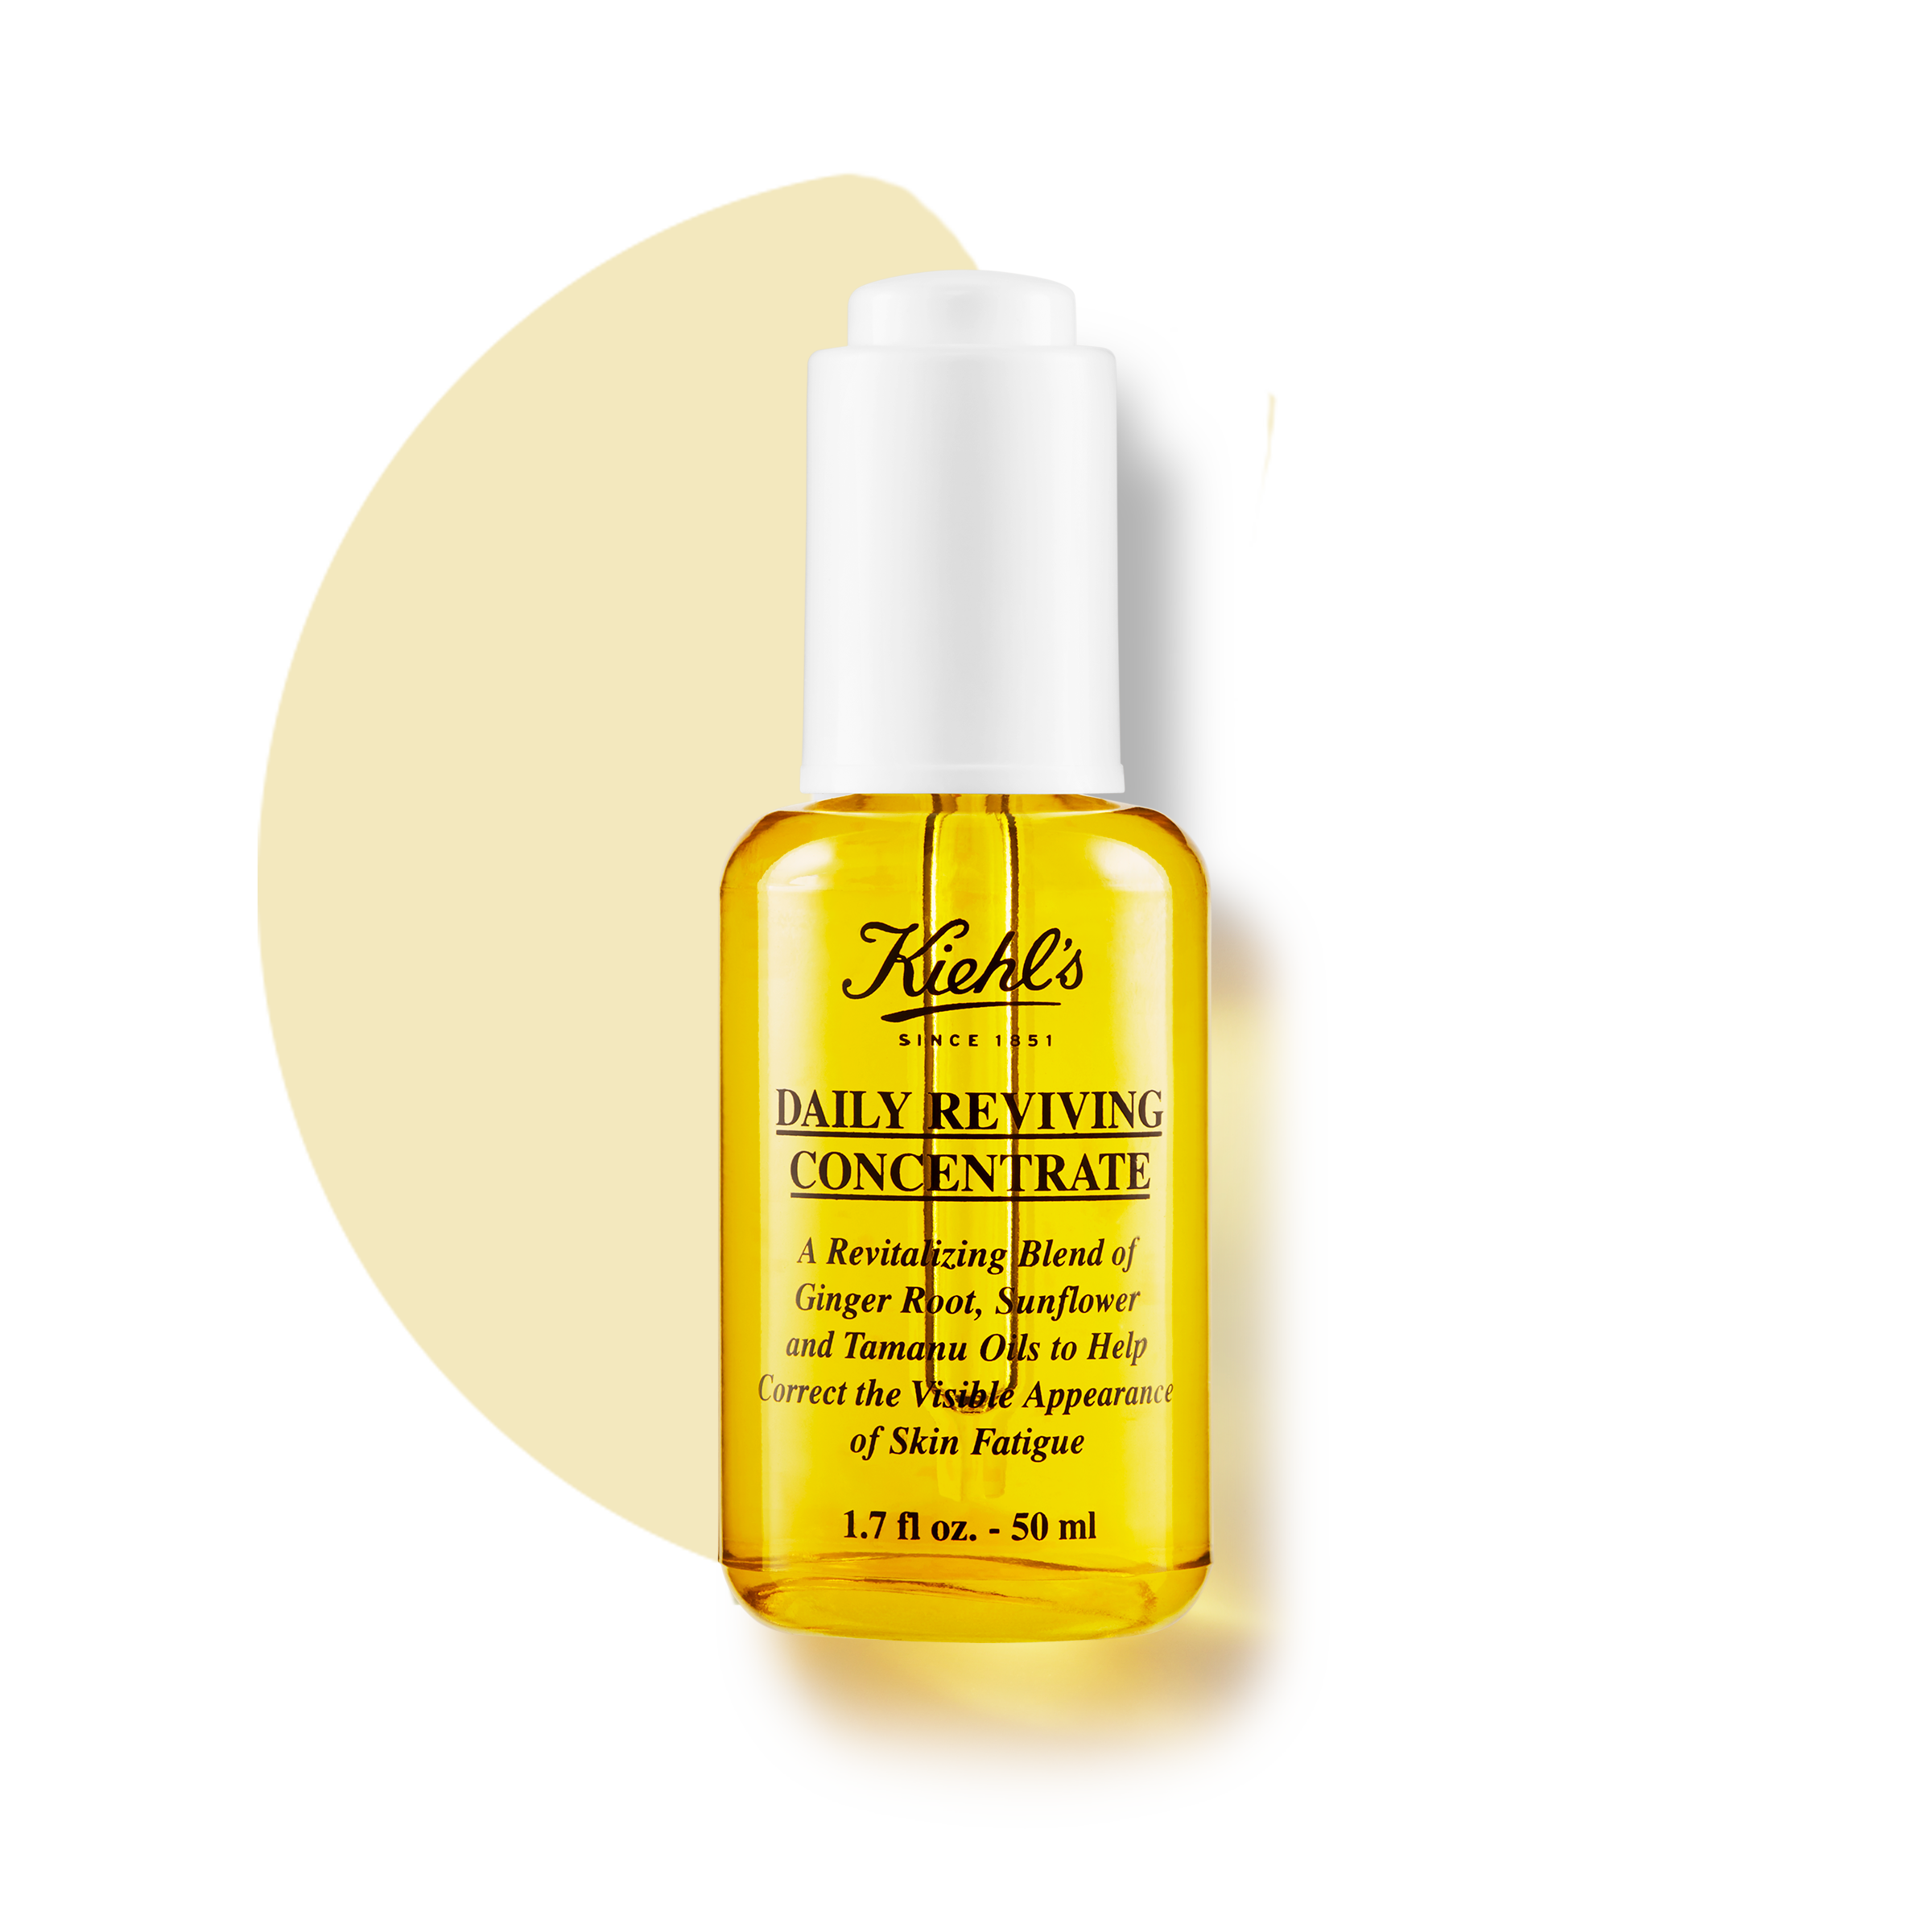 Kiehl's
SINCE 1851
DAILY REVIVING
CONCENTRATE
A Revitalizing Blend of
Ginger Root, Sunflower
and Tamanu Oils to Help
Correct the Visible Appearance
of Skin Fatigue
1.7 fl oz. - 50 ml